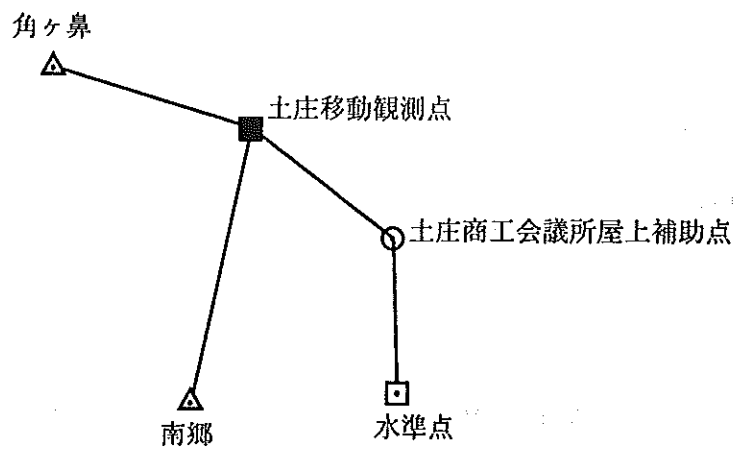 角ヶ鼻
土庄移動観測点
土庄商工会議所屋上補助点
南郷
水準点